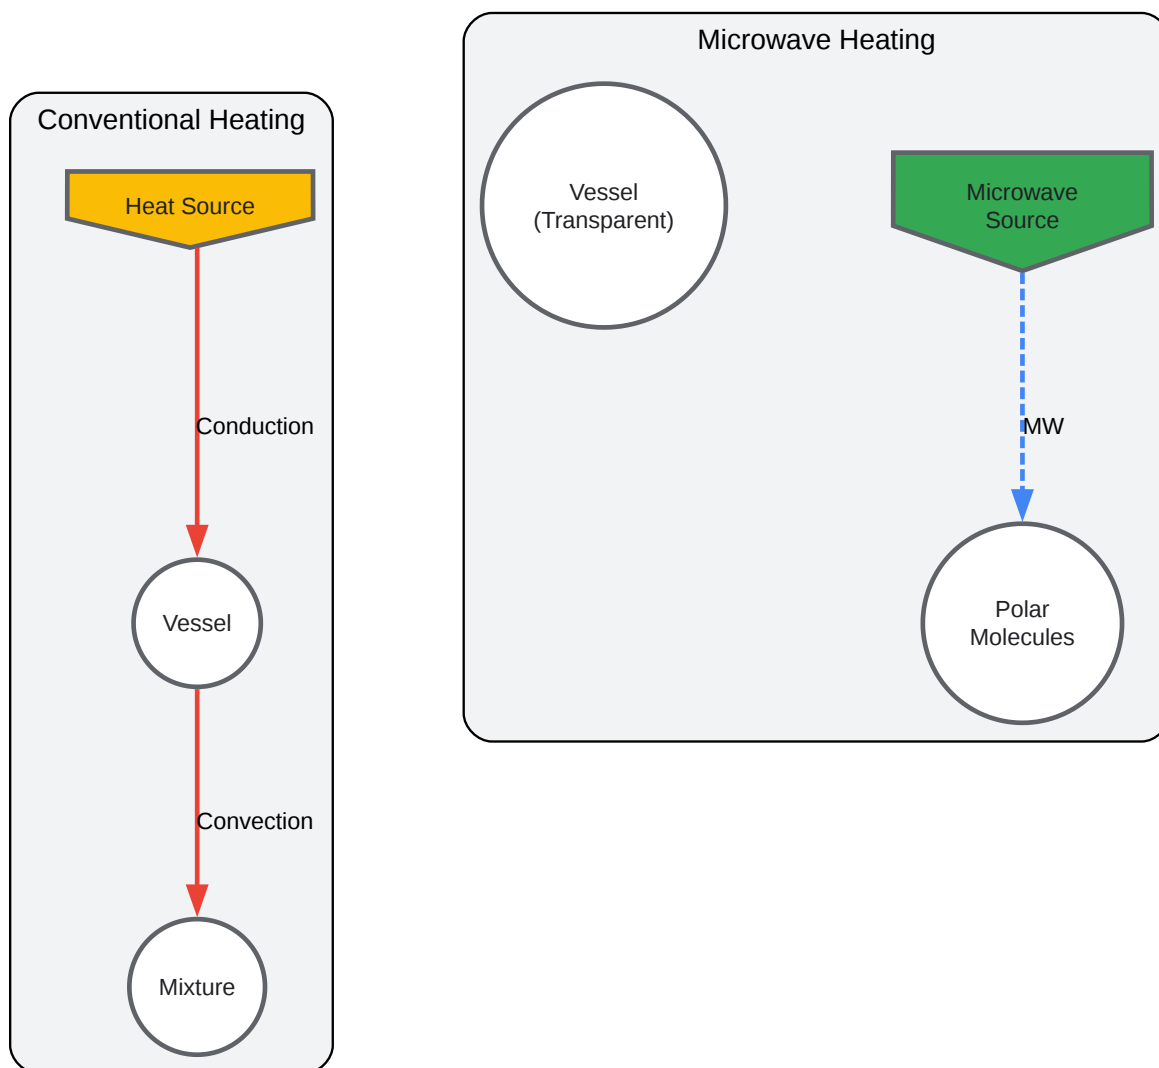 Conventional Heating
Heat Source
Conduction
Vessel
Convection
Mixture
Microwave Heating
Vessel
(Transparent)
Microwave
Source
MW
Polar
Molecules